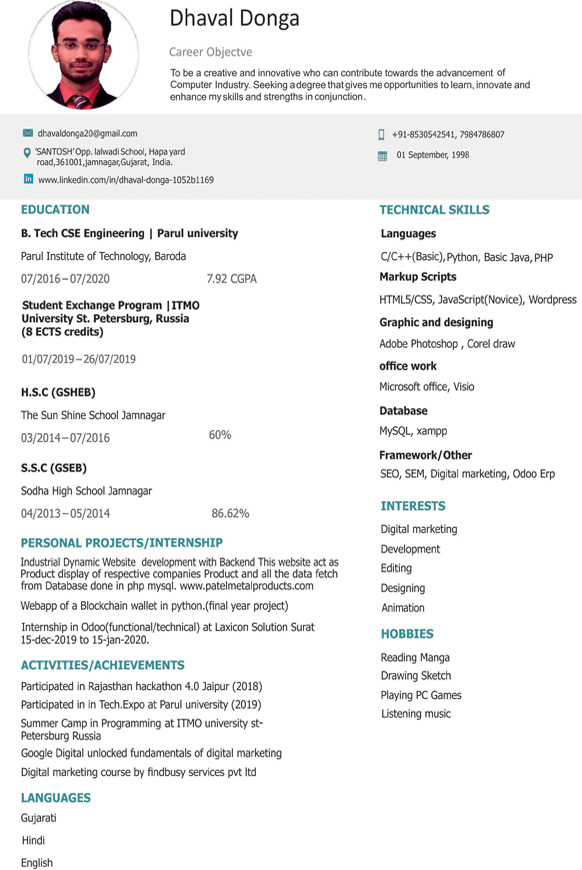 Dhaval Donga
Career Objectve
To be a creative and innovative who can contribute towards the advancement of
Computer Industry. Seeking a degree that gives me opportunities to learn, innovate and
enhance my skills and strengths in conjunction.
dhavaldonga20@gmail.com
'SANTOSH' Opp. lalwadi School, Hapa yard
road,361001,jamnagar,Gujarat, India.
in www.linkedin.com/in/dhaval-donga-1052b1169
+91-8530542541, 7984786807
01 September, 1998
EDUCATION
B. Tech CSE Engineering | Parul university
Parul Institute of Technology, Baroda
07/2016 – 07/2020 7.92 CGPA
Student Exchange Program |ITMO
University St. Petersburg, Russia
(8 ECTS credits)
01/07/2019 – 26/07/2019
H.S.C (GSHEB)
The Sun Shine School Jamnagar
03/2014 – 07/2016 60%
S.S.C (GSEB)
Sodha High School Jamnagar
04/2013 – 05/2014 86.62%
PERSONAL PROJECTS/INTERNSHIP
Industrial Dynamic Website development with Backend This website act as
Product display of respective companies Product and all the data fetch
from Database done in php mysql. www.patelmetalproducts.com
Webapp of a Blockchain wallet in python.(final year project)
Internship in Odoo(functional/technical) at Laxicon Solution Surat
15-dec-2019 to 15-jan-2020.
ACTIVITIES/ACHIEVEMENTS
Participated in Rajasthan hackathon 4.0 Jaipur (2018)
Participated in in Tech.Expo at Parul university (2019)
Summer Camp in Programming at ITMO university st-
Petersburg Russia
Google Digital unlocked fundamentals of digital marketing
Digital marketing course by findbusy services pvt ltd
LANGUAGES
Gujarati
Hindi
English
TECHNICAL SKILLS
Languages
C/C++(Basic), Python, Basic Java, PHP
Markup Scripts
HTML5/CSS, JavaScript(Novice), Wordpress
Graphic and designing
Adobe Photoshop , Corel draw
office work
Microsoft office, Visio
Database
MySQL, xampp
Framework/Other
SEO, SEM, Digital marketing, Odoo Erp
INTERESTS
Digital marketing
Development
Editing
Designing
Animation
HOBBIES
Reading Manga
Drawing Sketch
Playing PC Games
Listening music